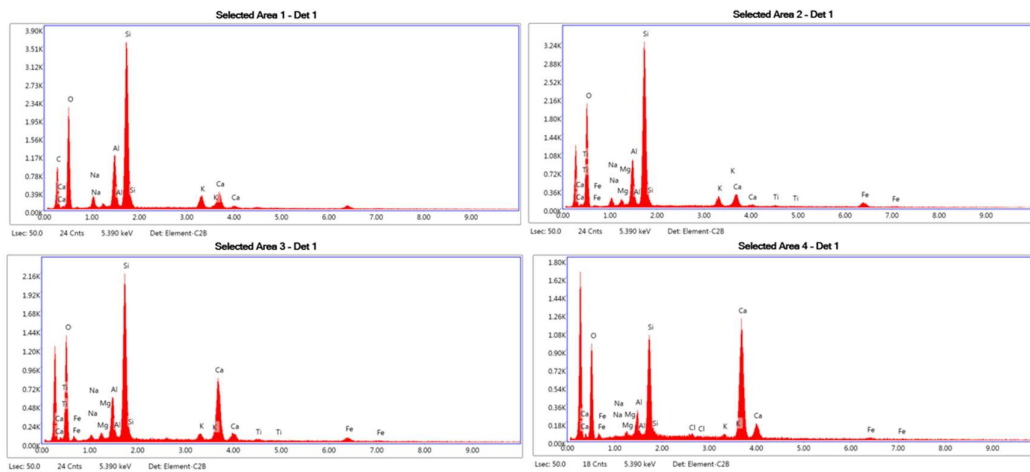 Selected Area 1 - Det 1
3.90K
3.51K
3.12K
2.73K
2.34K
1.95K
1.56K
1.17K
0.78K
0.39K
0.00K
Si
O
C
Ca
Ca
Na
Na
Al
Al
Si
K
K
Ca
Ca
0.00 1.00 2.00 3.00 4.00 5.00 6.00 7.00 8.00 9.00
Lsec: 50.0 24 Cnts 5.390 keV Det: Element-C2B
Selected Area 2 - Det 1
3.24K
2.88K
2.52K
2.16K
1.80K
1.44K
1.08K
0.72K
0.36K
0.00K
Si
O
Ti
Ti
Ca
Ca
Fe
Fe
Na
Na
Mg
Mg
Al
Al
Si
K
K
Ca
Ca
Ti
Ti
Fe
Fe
0.00 1.00 2.00 3.00 4.00 5.00 6.00 7.00 8.00 9.00
Lsec: 50.0 24 Cnts 5.390 keV Det: Element-C2B
Selected Area 3 - Det 1
2.16K
1.92K
1.68K
1.44K
1.20K
0.96K
0.72K
0.48K
0.24K
0.00K
Si
O
Ti
Ti
Ca
Ca
Fe
Fe
Na
Na
Mg
Mg
Al
Al
Si
K
K
Ca
Ca
Ti
Ti
Fe
Fe
0.00 1.00 2.00 3.00 4.00 5.00 6.00 7.00 8.00 9.00
Lsec: 50.0 24 Cnts 5.390 keV Det: Element-C2B
Selected Area 4 - Det 1
1.80K
1.62K
1.44K
1.26K
1.08K
0.90K
0.72K
0.54K
0.36K
0.18K
0.00K
O
Si
Ca
Ca
Ca
Fe
Fe
Na
Na
Mg
Mg
Al
Al
Si
Cl
Cl
K
K
Ca
Fe
Fe
0.00 1.00 2.00 3.00 4.00 5.00 6.00 7.00 8.00 9.00
Lsec: 50.0 18 Cnts 5.390 keV Det: Element-C2B